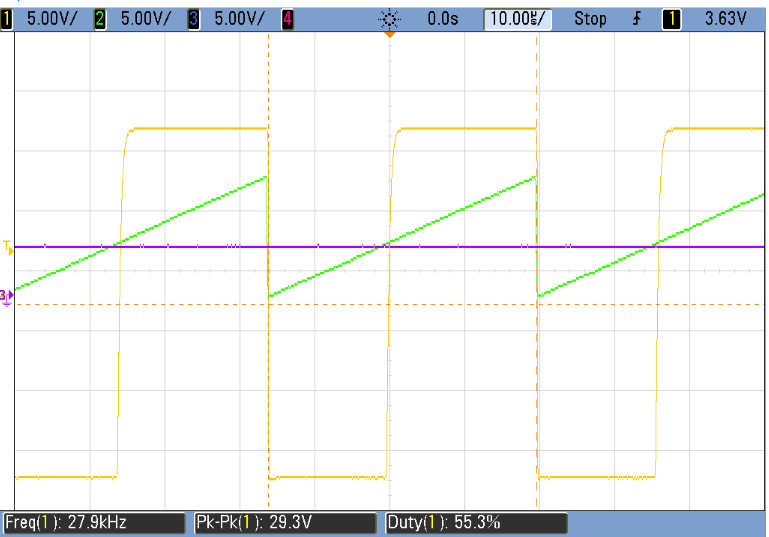 1 5.00V/ 2 5.00V/ 3 5.00V/ 4 0.0s 10.00µs/ Stop 1 3.63V
T
3
Freq(1): 27.9kHz Pk-Pk(1): 29.3V Duty(1): 55.3%